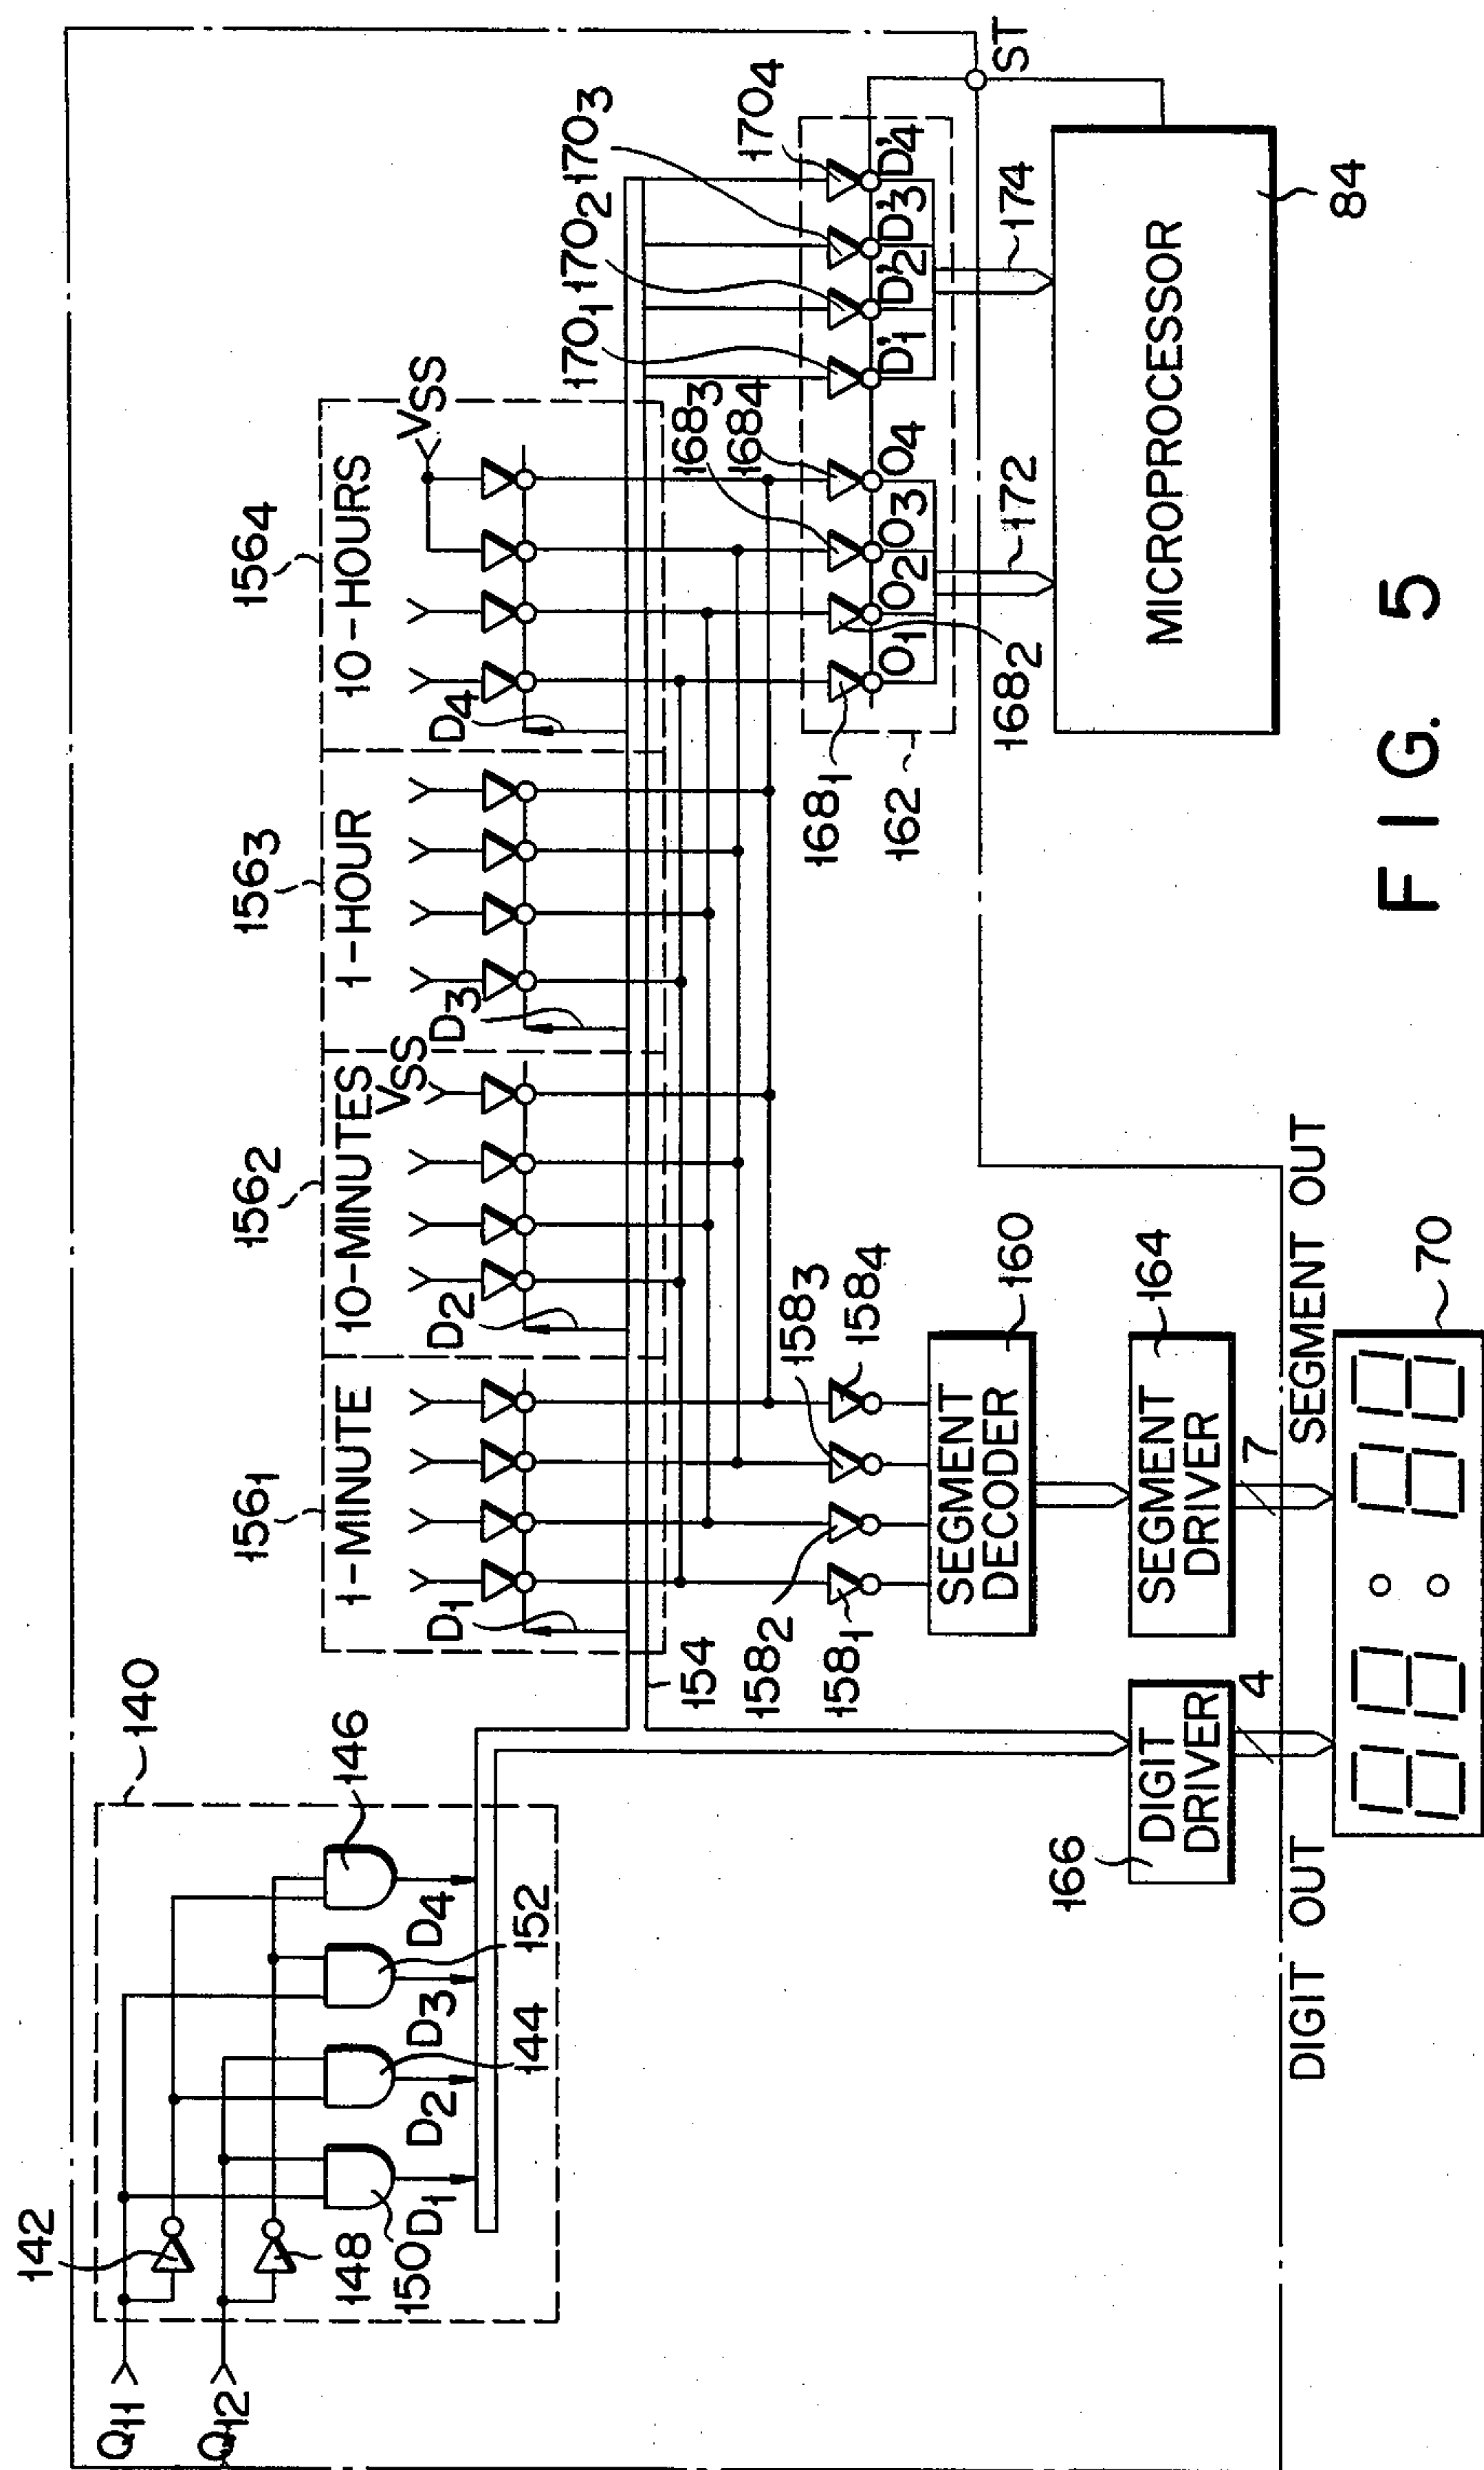 Q11
Q12
142
148
150
D1
D2
144
D3
152
D4
146
140
154
1561
1-MINUTE
D1
1562
10-MINUTES
VSS
D2
1563
1-HOUR
D3
1564
10-HOURS
VSS
D4
1581
1582
1583
1584
SEGMENT
DECODER
160
SEGMENT
DRIVER
164
166
DIGIT
DRIVER
4
7
DIGIT OUT
SEGMENT OUT
70
162
1681
1682
1683
1684
1701
1702
1703
1704
O1
O2
O3
O4
D'1
D'2
D'3
D'4
ST
172
174
MICROPROCESSOR
84
FIG. 5